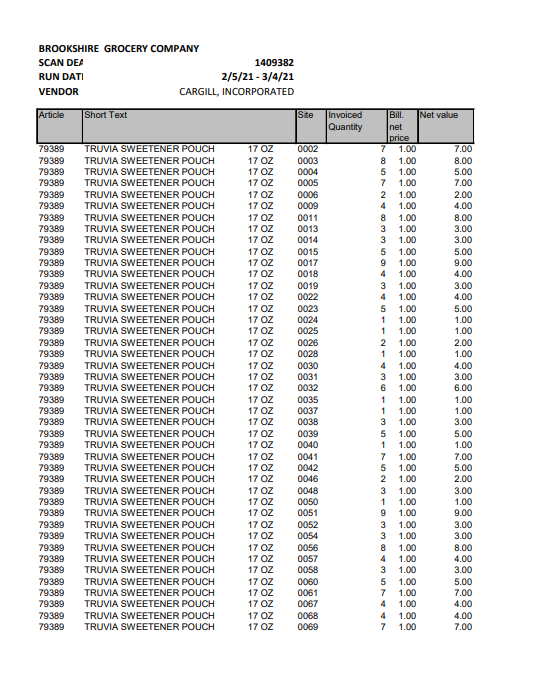 BROOKSHIRE GROCERY COMPANY
SCAN DEA 1409382
RUN DATI 2/5/21 - 3/4/21
VENDOR CARGILL, INCORPORATED
Article Short Text Site Invoiced Quantity Bill. net price Net value
79389 TRUVIA SWEETENER POUCH 17 OZ 0002 7 1.00 7.00
79389 TRUVIA SWEETENER POUCH 17 OZ 0003 8 1.00 8.00
79389 TRUVIA SWEETENER POUCH 17 OZ 0004 5 1.00 5.00
79389 TRUVIA SWEETENER POUCH 17 OZ 0005 7 1.00 7.00
79389 TRUVIA SWEETENER POUCH 17 OZ 0006 2 1.00 2.00
79389 TRUVIA SWEETENER POUCH 17 OZ 0009 4 1.00 4.00
79389 TRUVIA SWEETENER POUCH 17 OZ 0011 8 1.00 8.00
79389 TRUVIA SWEETENER POUCH 17 OZ 0013 3 1.00 3.00
79389 TRUVIA SWEETENER POUCH 17 OZ 0014 3 1.00 3.00
79389 TRUVIA SWEETENER POUCH 17 OZ 0015 5 1.00 5.00
79389 TRUVIA SWEETENER POUCH 17 OZ 0017 9 1.00 9.00
79389 TRUVIA SWEETENER POUCH 17 OZ 0018 4 1.00 4.00
79389 TRUVIA SWEETENER POUCH 17 OZ 0019 3 1.00 3.00
79389 TRUVIA SWEETENER POUCH 17 OZ 0022 4 1.00 4.00
79389 TRUVIA SWEETENER POUCH 17 OZ 0023 5 1.00 5.00
79389 TRUVIA SWEETENER POUCH 17 OZ 0024 1 1.00 1.00
79389 TRUVIA SWEETENER POUCH 17 OZ 0025 1 1.00 1.00
79389 TRUVIA SWEETENER POUCH 17 OZ 0026 2 1.00 2.00
79389 TRUVIA SWEETENER POUCH 17 OZ 0028 1 1.00 1.00
79389 TRUVIA SWEETENER POUCH 17 OZ 0030 4 1.00 4.00
79389 TRUVIA SWEETENER POUCH 17 OZ 0031 3 1.00 3.00
79389 TRUVIA SWEETENER POUCH 17 OZ 0032 6 1.00 6.00
79389 TRUVIA SWEETENER POUCH 17 OZ 0035 1 1.00 1.00
79389 TRUVIA SWEETENER POUCH 17 OZ 0037 1 1.00 1.00
79389 TRUVIA SWEETENER POUCH 17 OZ 0038 3 1.00 3.00
79389 TRUVIA SWEETENER POUCH 17 OZ 0039 5 1.00 5.00
79389 TRUVIA SWEETENER POUCH 17 OZ 0040 1 1.00 1.00
79389 TRUVIA SWEETENER POUCH 17 OZ 0041 7 1.00 7.00
79389 TRUVIA SWEETENER POUCH 17 OZ 0042 5 1.00 5.00
79389 TRUVIA SWEETENER POUCH 17 OZ 0046 2 1.00 2.00
79389 TRUVIA SWEETENER POUCH 17 OZ 0048 3 1.00 3.00
79389 TRUVIA SWEETENER POUCH 17 OZ 0050 1 1.00 1.00
79389 TRUVIA SWEETENER POUCH 17 OZ 0051 9 1.00 9.00
79389 TRUVIA SWEETENER POUCH 17 OZ 0052 3 1.00 3.00
79389 TRUVIA SWEETENER POUCH 17 OZ 0054 3 1.00 3.00
79389 TRUVIA SWEETENER POUCH 17 OZ 0056 8 1.00 8.00
79389 TRUVIA SWEETENER POUCH 17 OZ 0057 4 1.00 4.00
79389 TRUVIA SWEETENER POUCH 17 OZ 0058 3 1.00 3.00
79389 TRUVIA SWEETENER POUCH 17 OZ 0060 5 1.00 5.00
79389 TRUVIA SWEETENER POUCH 17 OZ 0061 7 1.00 7.00
79389 TRUVIA SWEETENER POUCH 17 OZ 0067 4 1.00 4.00
79389 TRUVIA SWEETENER POUCH 17 OZ 0068 4 1.00 4.00
79389 TRUVIA SWEETENER POUCH 17 OZ 0069 7 1.00 7.00